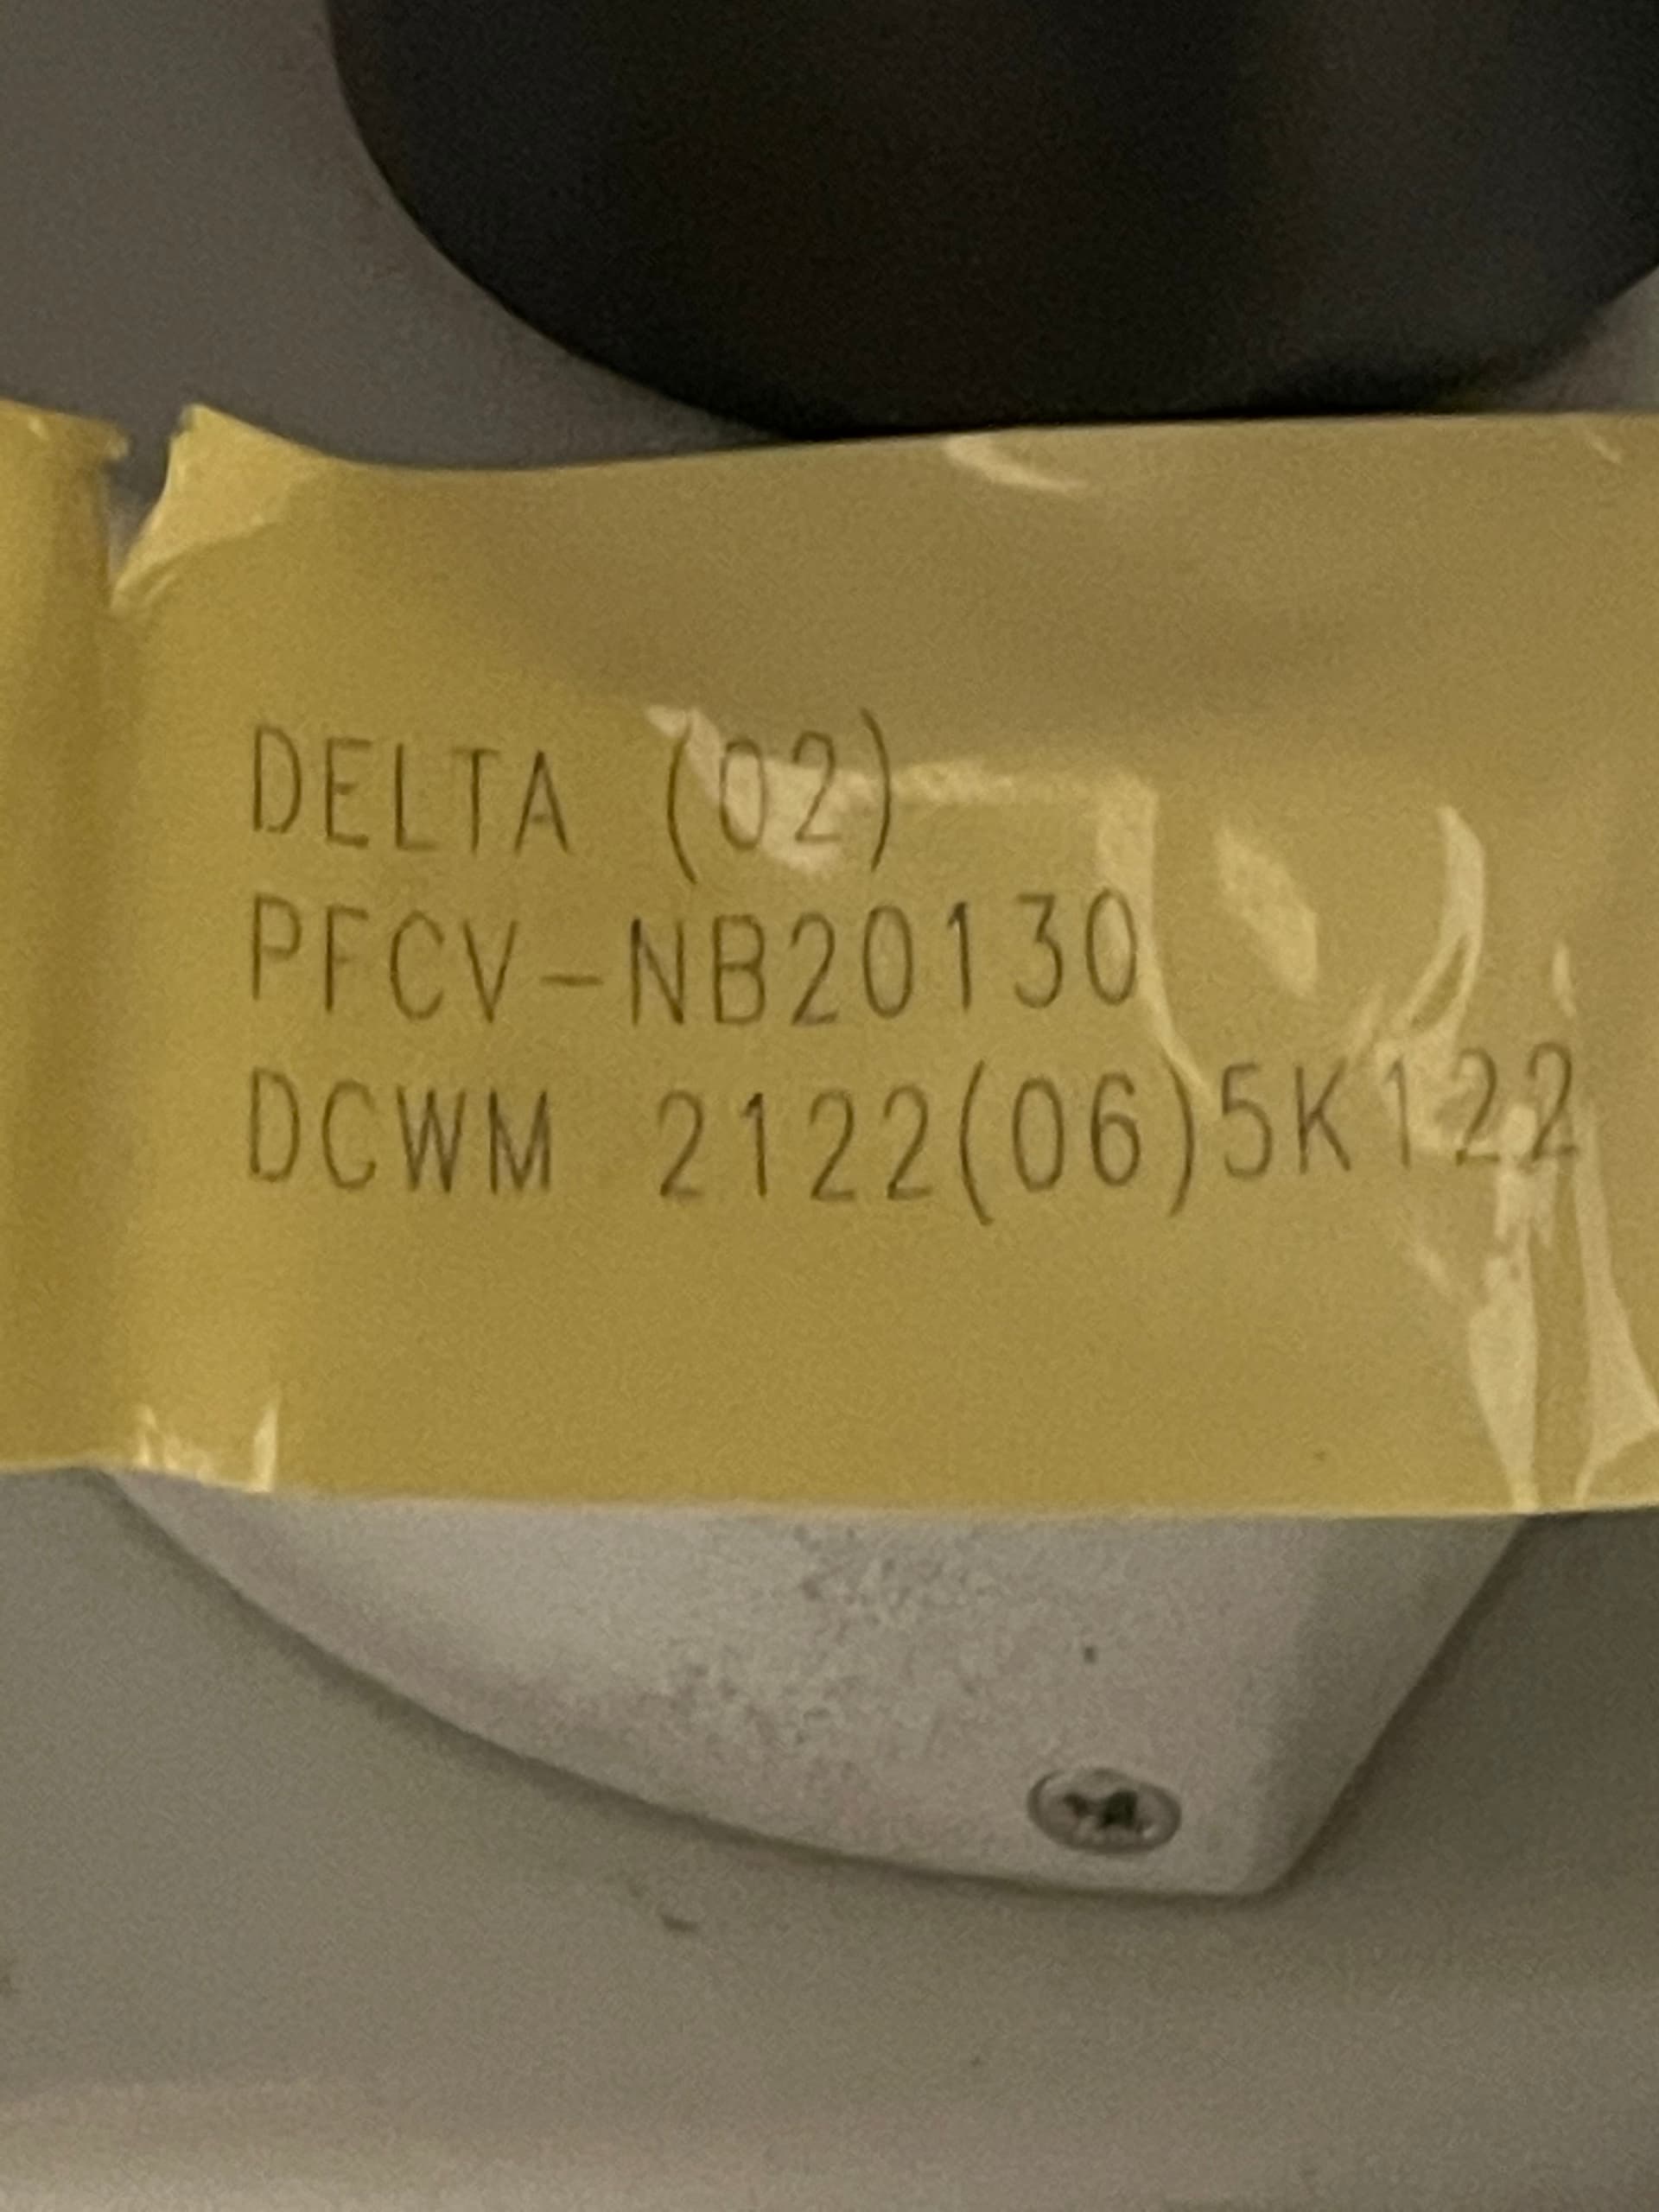 DELTA (02)
PFCV-NB20130
DCWM 2122(06)5K122